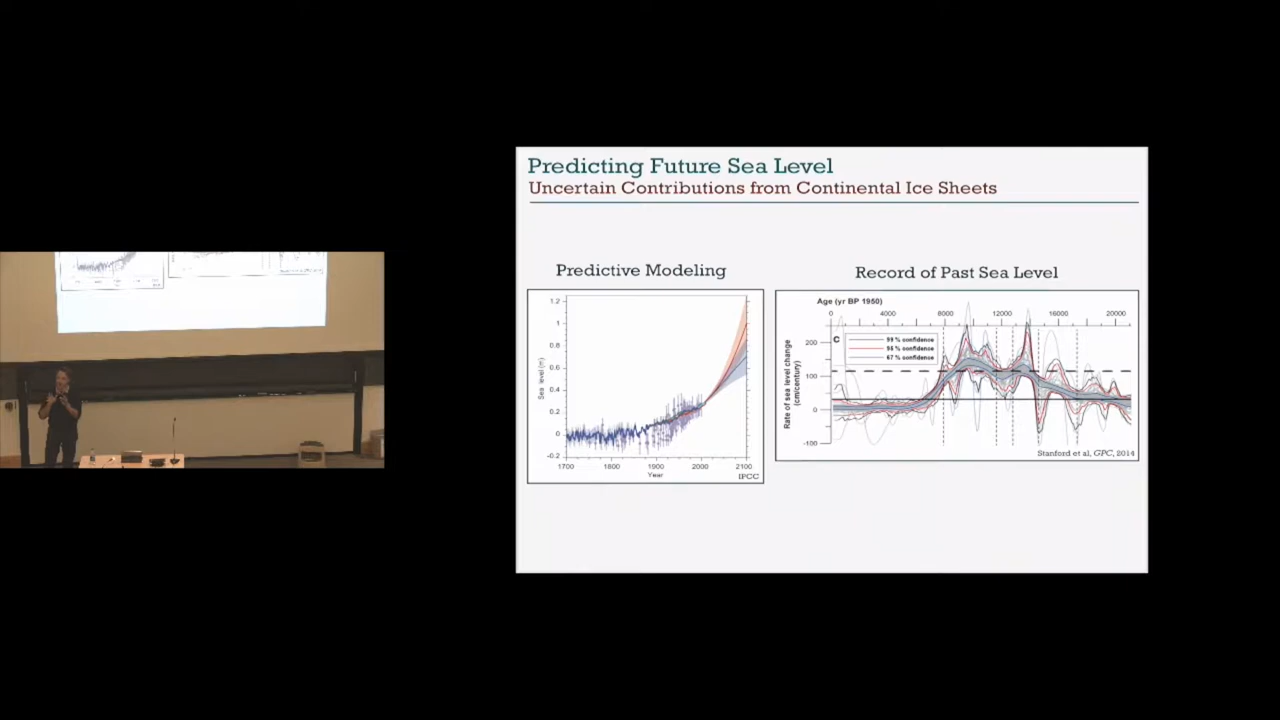 Predicting Future Sea Level
Uncertain Contributions from Continental Ice Sheets
Predictive Modeling
Record of Past Sea Level
1.2
1
0.8
0.6
0.4
0.2
0
-0.2
Sea level (m)
1700 1800 1900 2000 2100
Year
IPCC
Age (yr BP 1950)
0 4000 8000 12000 16000 20000
C
99 % confidence
96 % confidence
67 % confidence
200
100
0
-100
Rate of sea level change
(cm/century)
Stanford et al, GPC, 2014